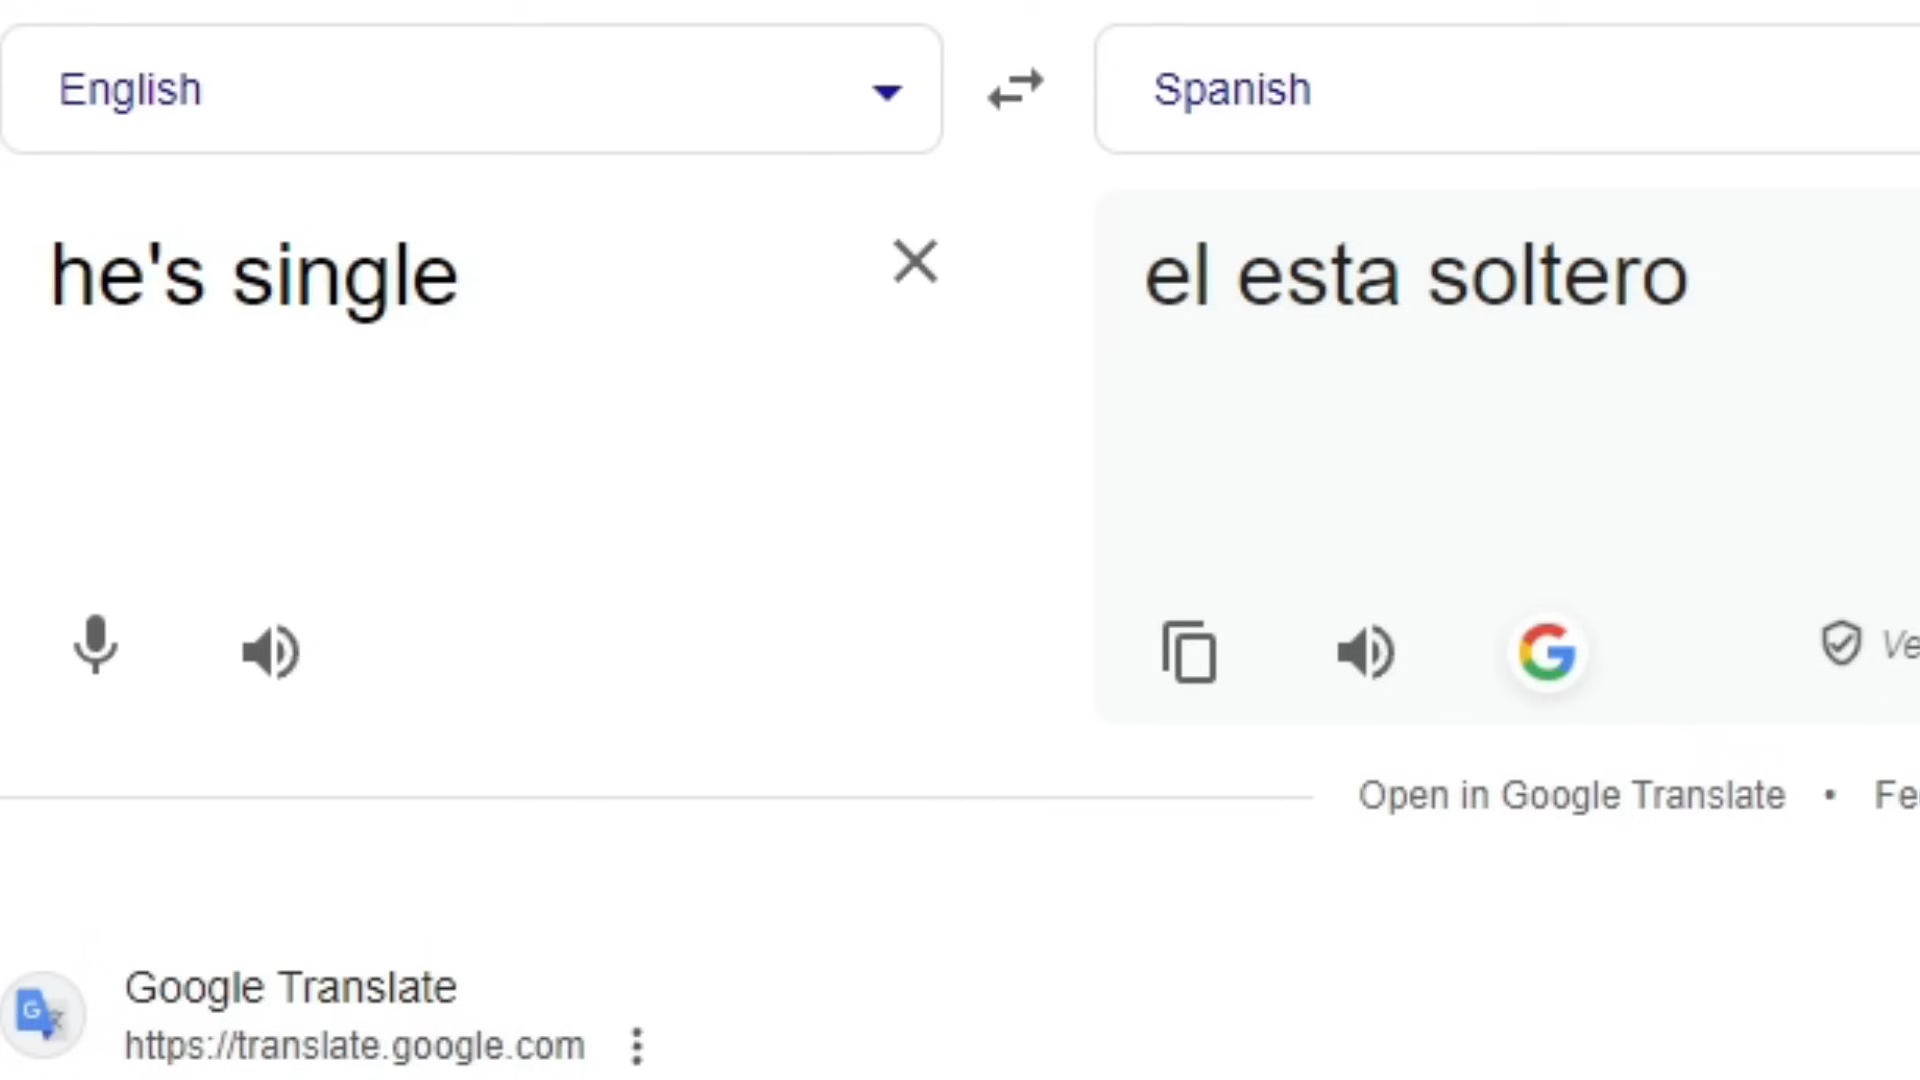 English
Spanish
he's single
el esta soltero
Open in Google Translate •
Google Translate
https://translate.google.com